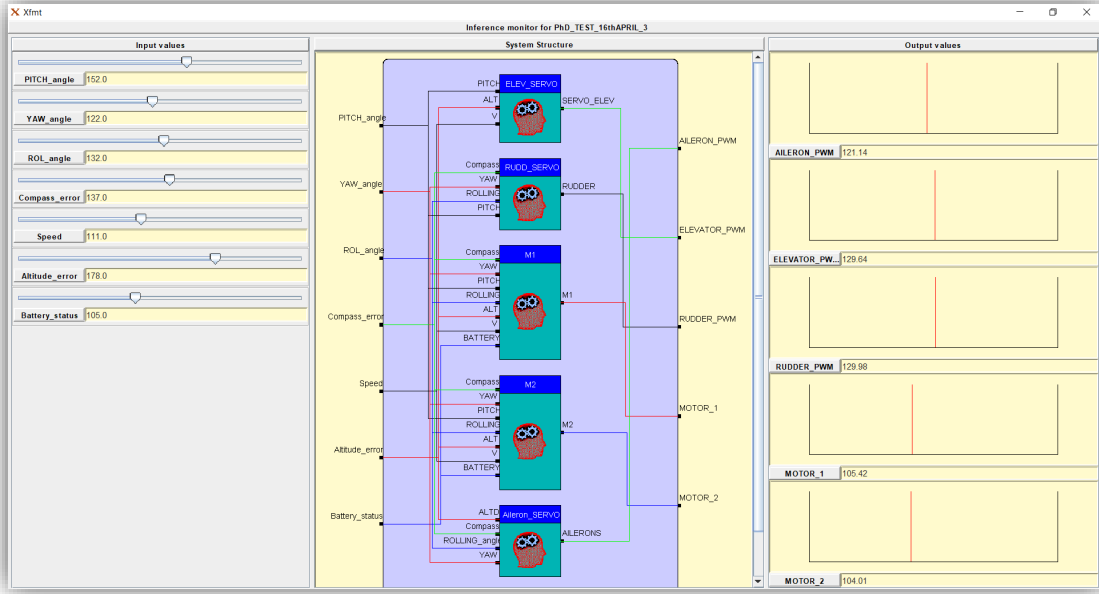 Xfmt
Inference monitor for PhD_TEST_16thAPRIL_3
Input values
PITCH_angle 152.0
YAW_angle 122.0
ROL_angle 132.0
Compass_error 137.0
Speed 111.0
Altitude_error 178.0
Battery_status 105.0
System Structure
PITCH_angle
YAW_angle
ROL_angle
Compass_error
Speed
Altitude_error
Battery_status
ELEV_SERVO
PITCH
ALT
V
SERVO_ELEV
RUDD_SERVO
Compass
YAW
ROLLING
PITCH
RUDDER
M1
Compass
YAW
PITCH
ROLLING
ALT
V
BATTERY
M1
M2
Compass
YAW
PITCH
ROLLING
ALT
V
BATTERY
M2
Aileron_SERVO
ALTD
Compass
ROLLING_angl
YAW
AILERONS
AILERON_PWM
ELEVATOR_PWM
RUDDER_PWM
MOTOR_1
MOTOR_2
Output values
AILERON_PWM 121.14
ELEVATOR_PW... 129.64
RUDDER_PWM 129.98
MOTOR_1 105.42
MOTOR_2 104.01